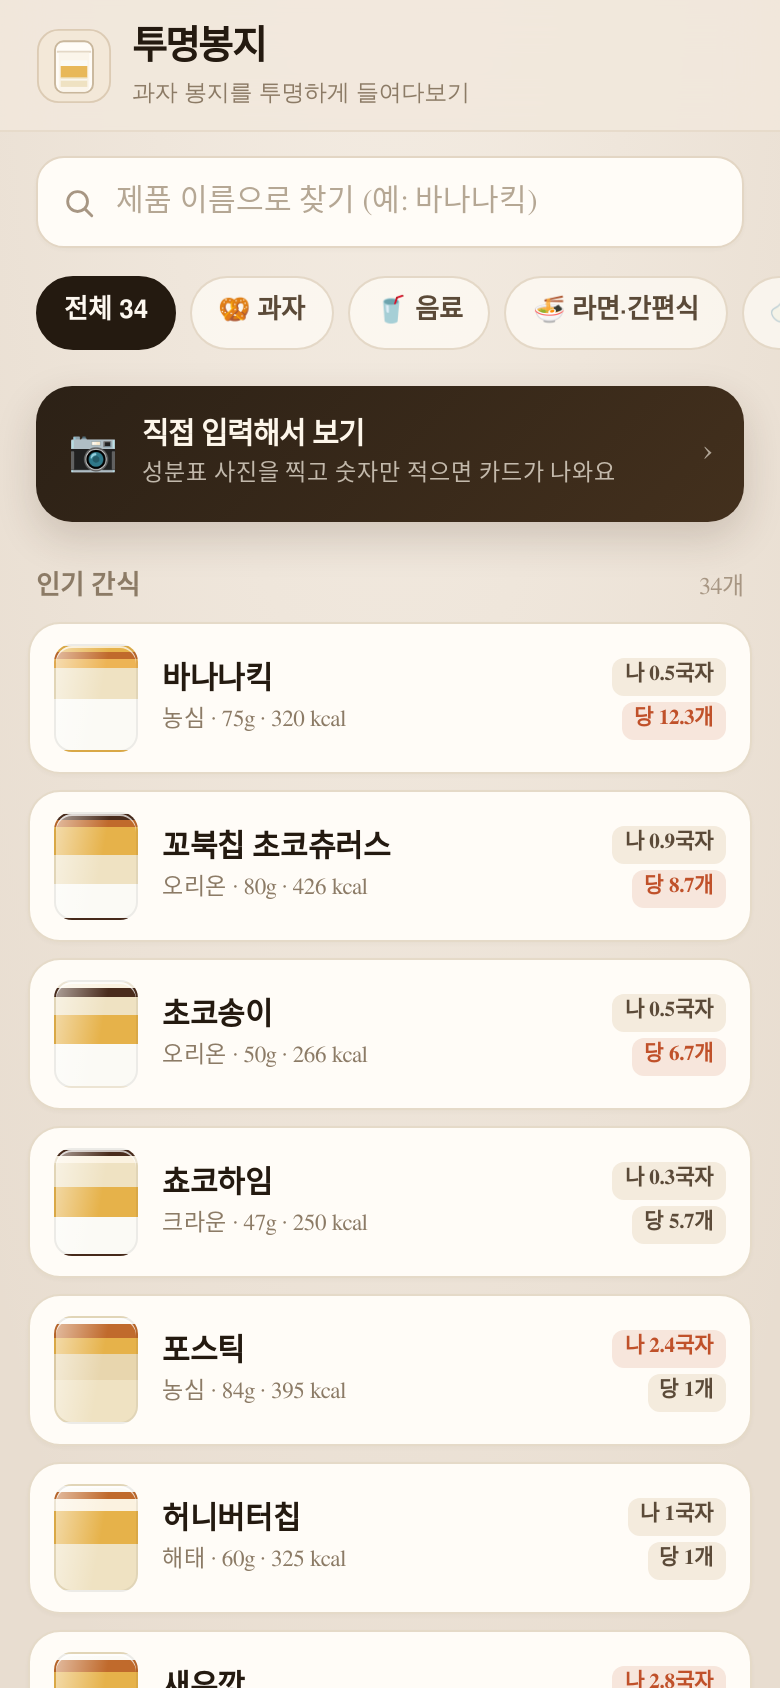 투명봉지
과자 봉지를 투명하게 들여다보기
제품 이름으로 찾기 (예: 바나나킥)
전체 34
과자
음료
라면·간편식
직접 입력해서 보기
성분표 사진을 찍고 숫자만 적으면 카드가 나와요
인기 간식
34개
바나나킥
농심 · 75g · 320 kcal
나 0.5국자
당 12.3개
꼬북칩 초코츄러스
오리온 · 80g · 426 kcal
나 0.9국자
당 8.7개
초코송이
오리온 · 50g · 266 kcal
나 0.5국자
당 6.7개
쵸코하임
크라운 · 47g · 250 kcal
나 0.3국자
당 5.7개
포스틱
농심 · 84g · 395 kcal
나 2.4국자
당 1개
허니버터칩
해태 · 60g · 325 kcal
나 1국자
당 1개
새우깡
나 2.8국자